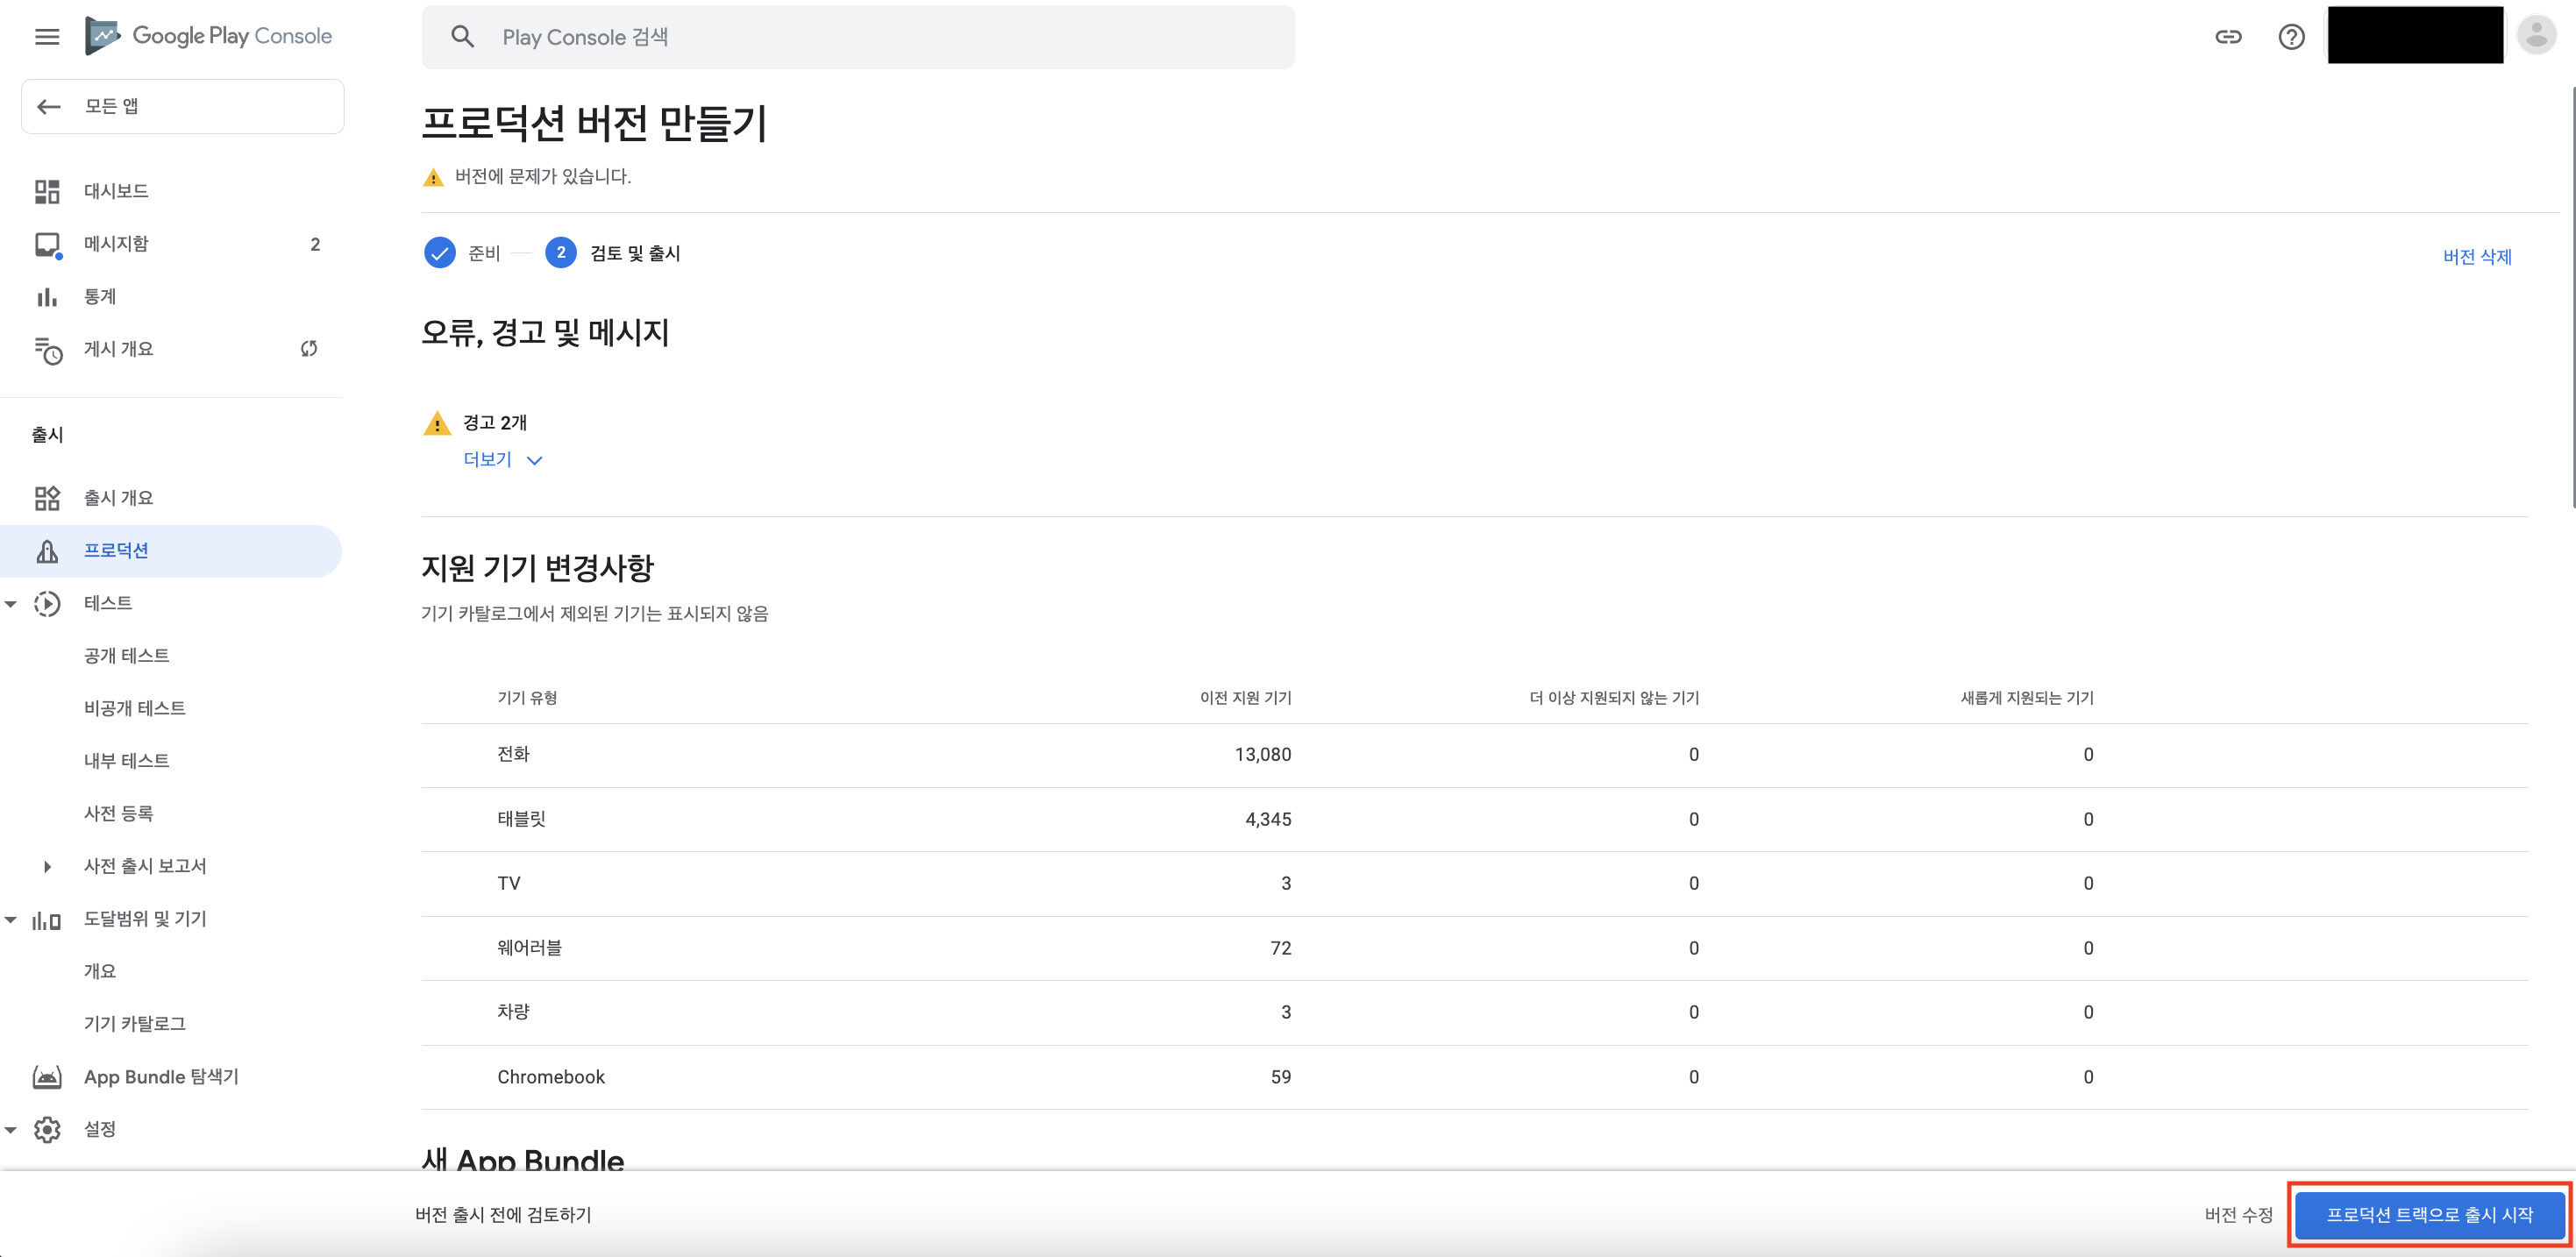 Google Play Console
Play Console 검색
모든 앱
대시보드
메시지함 2
통계
게시 개요
출시
출시 개요
프로덕션
테스트
공개 테스트
비공개 테스트
내부 테스트
사전 등록
사전 출시 보고서
도달범위 및 기기
개요
기기 카탈로그
App Bundle 탐색기
설정
프로덕션 버전 만들기
버전에 문제가 있습니다.
준비 2 검토 및 출시
버전 삭제
오류, 경고 및 메시지
경고 2개
더보기
지원 기기 변경사항
기기 카탈로그에서 제외된 기기는 표시되지 않음
기기 유형 이전 지원 기기 더 이상 지원되지 않는 기기 새롭게 지원되는 기기
전화 13,080 0 0
태블릿 4,345 0 0
TV 3 0 0
웨어러블 72 0 0
차량 3 0 0
Chromebook 59 0 0
새 App Bundle
버전 출시 전에 검토하기
버전 수정
프로덕션 트랙으로 출시 시작